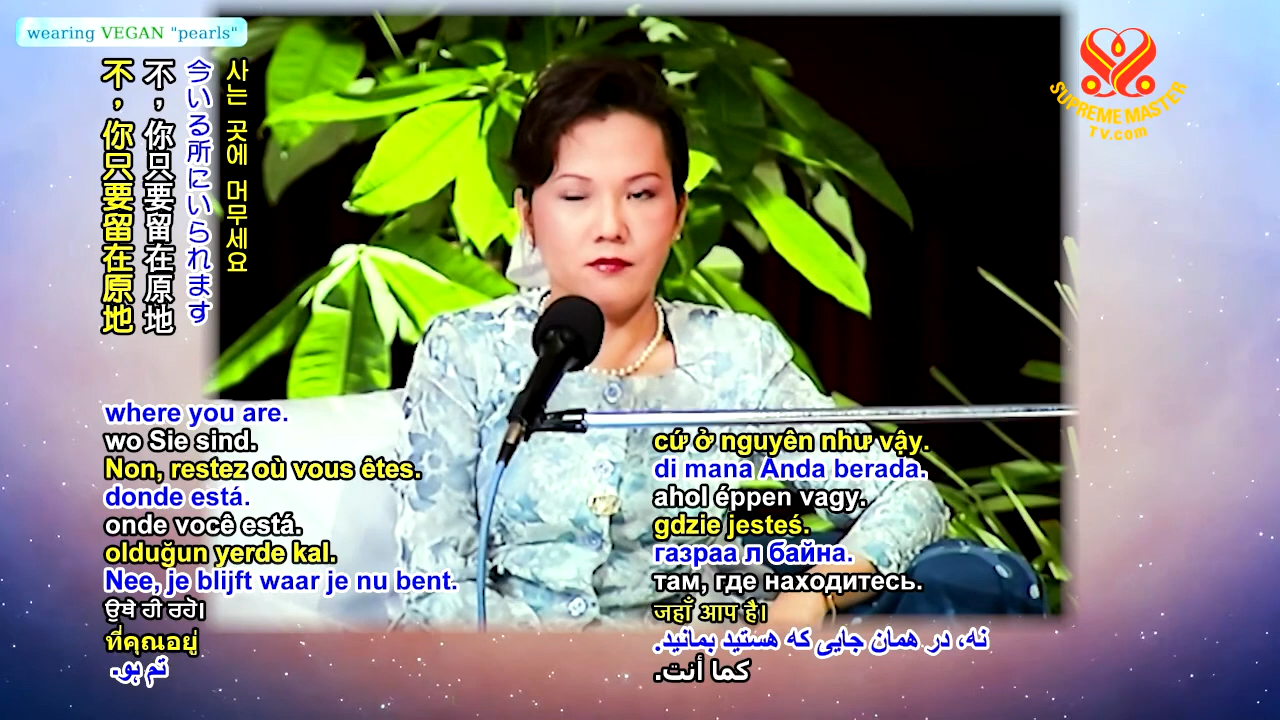 wearing VEGAN "pearls"
SUPREME MASTER
TV.com
사는 곳에 머무세요
今いる所にいられます
不，你只要留在原地
不，你只要留在原地
where you are.
wo Sie sind.
Non, restez où vous êtes.
donde está.
onde você está.
olduğun yerde kal.
Nee, je blijft waar je nu bent.
ਉਥੇ ਹੀ ਰਹੋ।
ที่คุณอยู่
تم ہو۔
cứ ở nguyên như vậy.
di mana Anda berada.
ahol éppen vagy.
gdzie jesteś.
газраа л байна.
там, где находитесь.
जहाँ आप है।
نه، در همان جایی که هستید بمانید.
كما أنت.